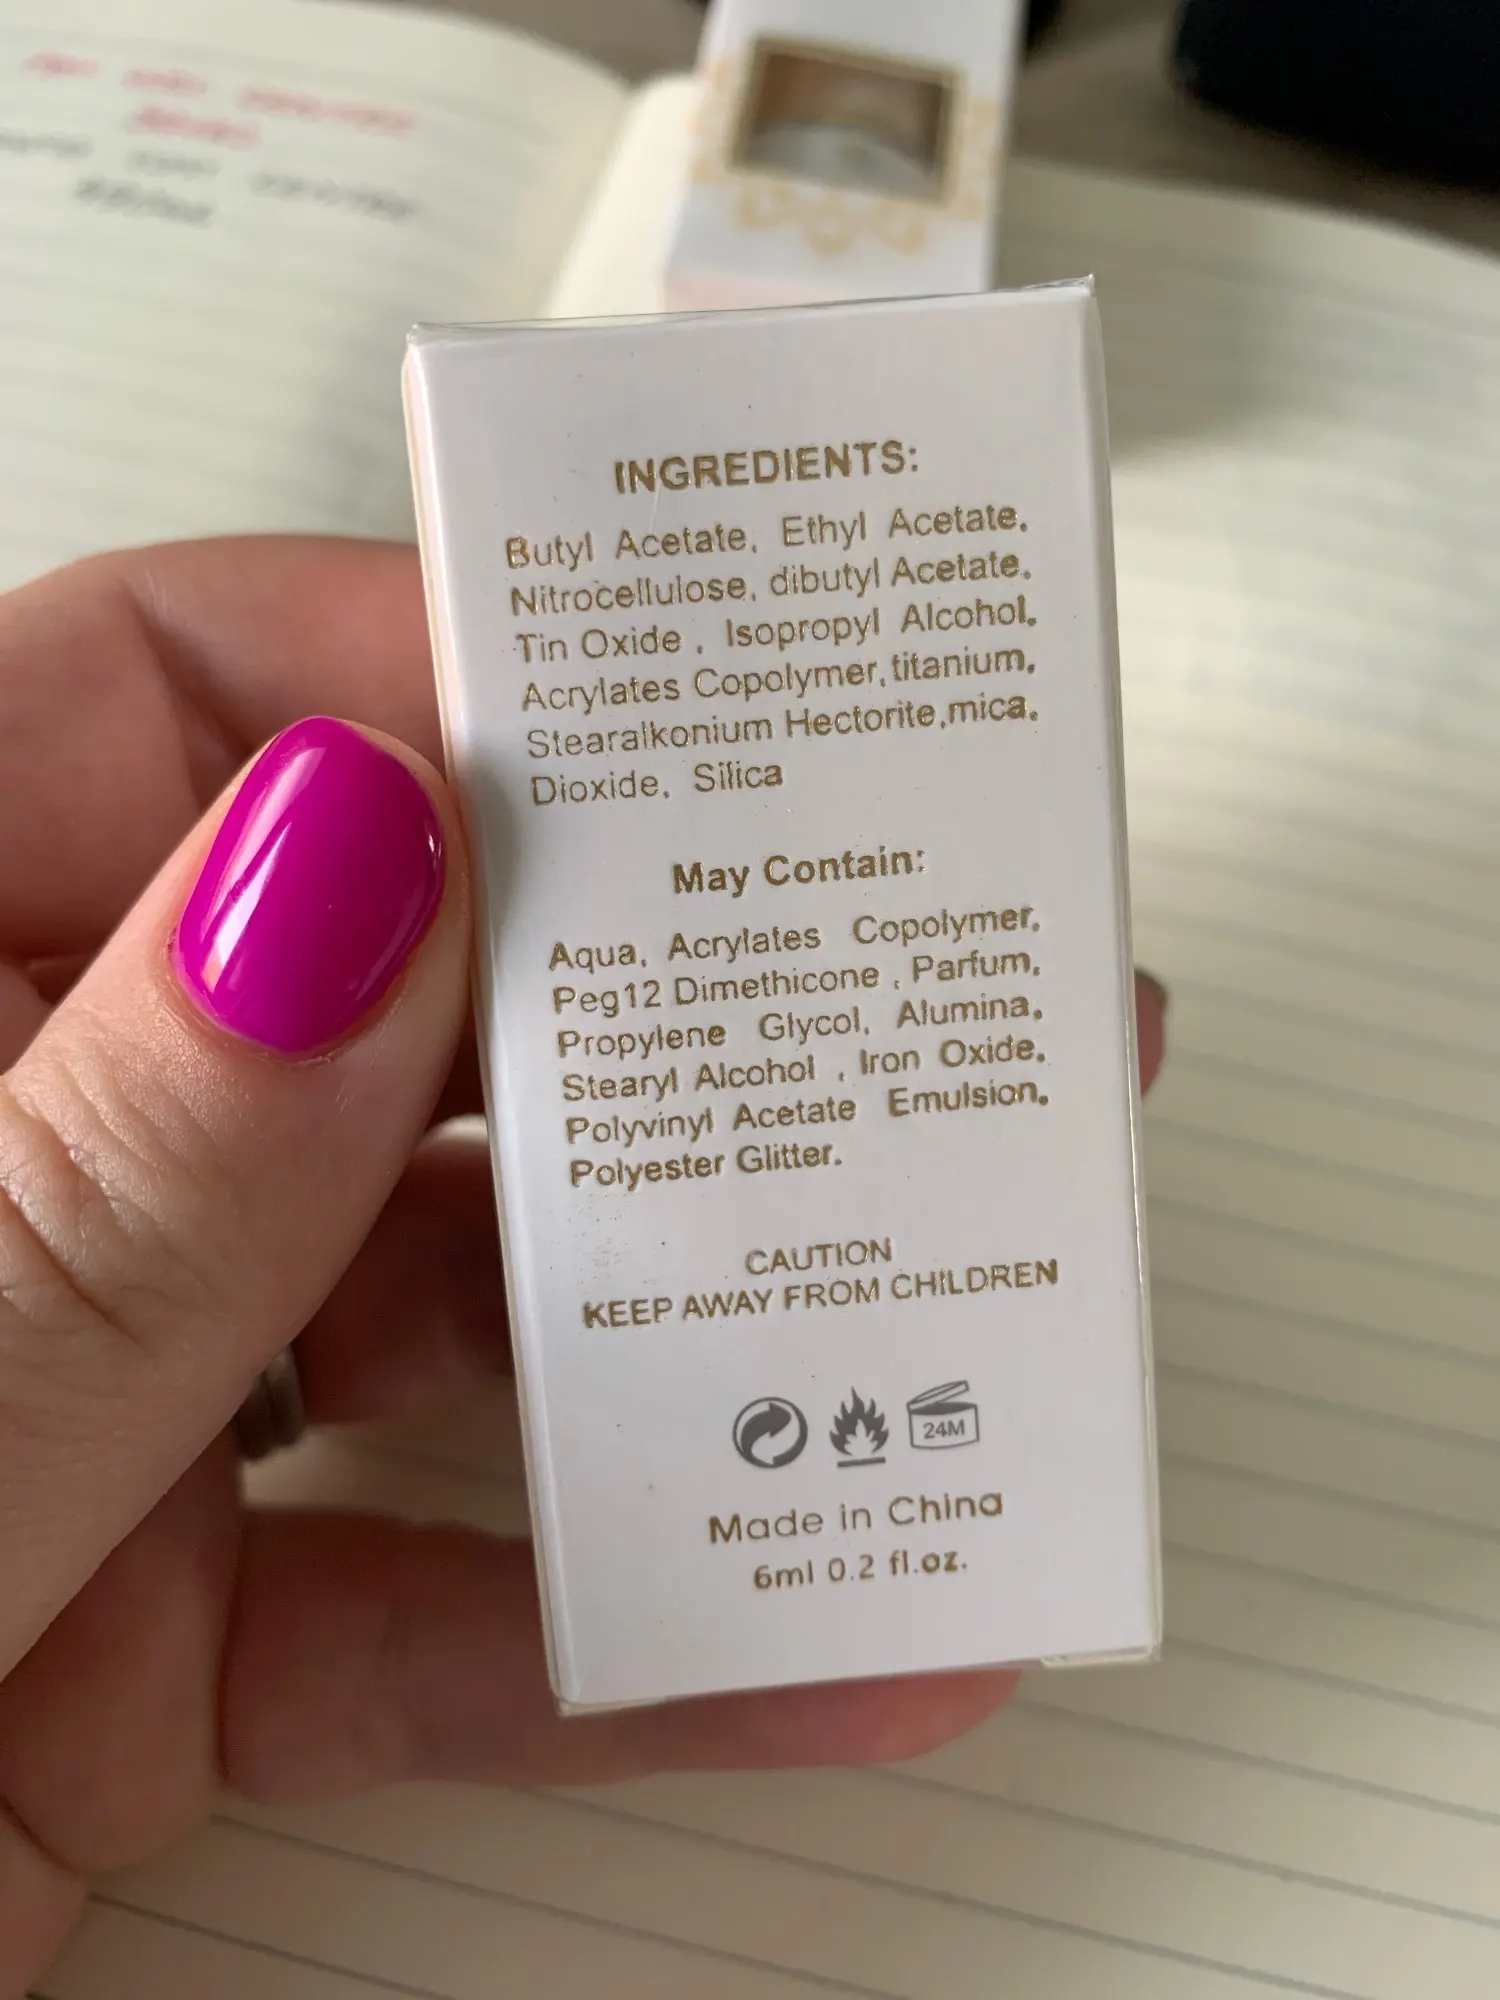 INGREDIENTS:
Butyl Acetate, Ethyl Acetate,
Nitrocellulose, dibutyl Acetate,
Tin Oxide , Isopropyl Alcohol,
Acrylates Copolymer, titanium,
Stearalkonium Hectorite,mica,
Dioxide, Silica
May Contain:
Aqua, Acrylates Copolymer,
Peg12 Dimethicone , Parfum,
Propylene Glycol, Alumina,
Stearyl Alcohol , Iron Oxide,
Polyvinyl Acetate Emulsion,
Polyester Glitter.
CAUTION
KEEP AWAY FROM CHILDREN
24M
Made in China
6ml 0.2 fl.oz.